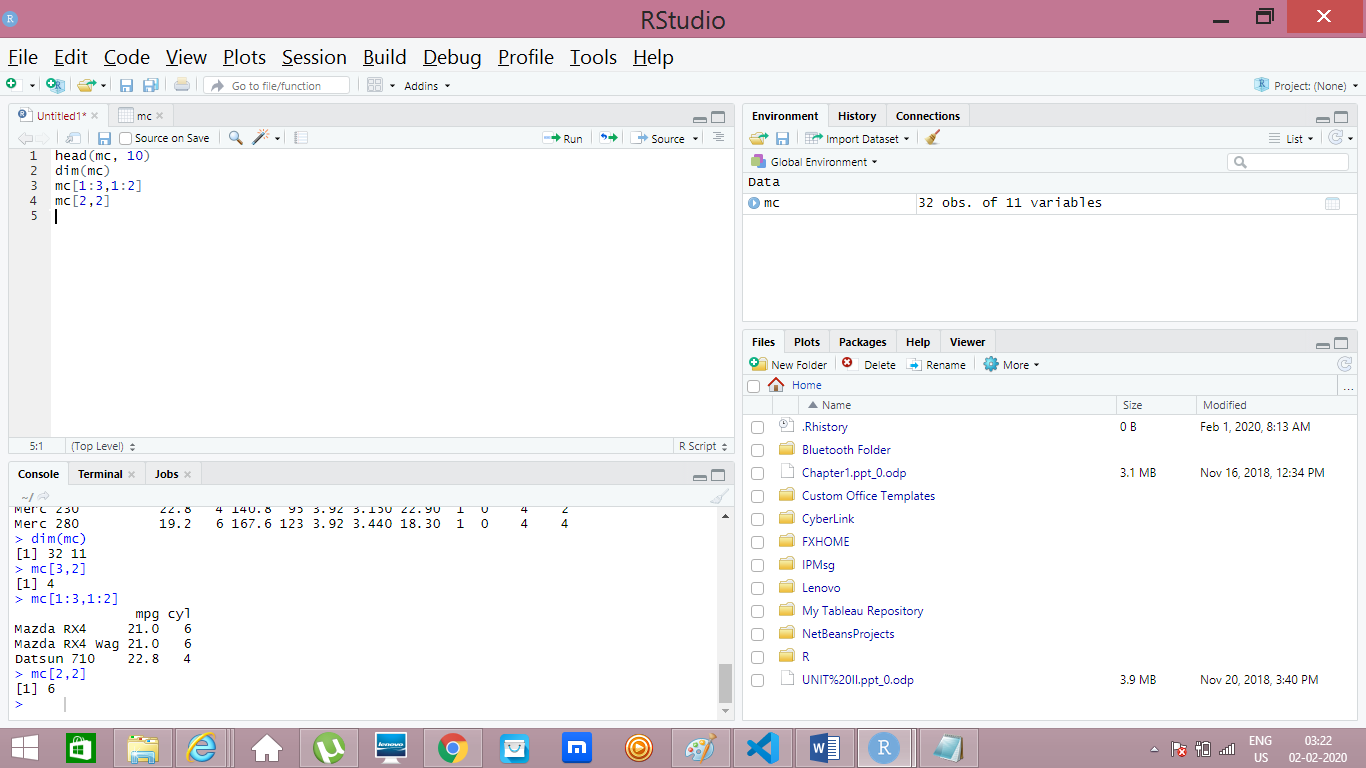 RStudio
File Edit Code View Plots Session Build Debug Profile Tools Help
Go to file/function Addins Project: (None)
Untitled1* mc
Source on Save Run Source
1 head(mc, 10)
2 dim(mc)
3 mc[1:3,1:2]
4 mc[2,2]
5
5:1 (Top Level) R Script
Console Terminal Jobs
~/
Merc 230 22.8 4 140.8 95 3.92 3.150 22.90 1 0 4 2
Merc 280 19.2 6 167.6 123 3.92 3.440 18.30 1 0 4 4
> dim(mc)
[1] 32 11
> mc[3,2]
[1] 4
> mc[1:3,1:2]
mpg cyl
Mazda RX4 21.0 6
Mazda RX4 Wag 21.0 6
Datsun 710 22.8 4
> mc[2,2]
[1] 6
>
Environment History Connections
Import Dataset List
Global Environment
Data
mc 32 obs. of 11 variables
Files Plots Packages Help Viewer
New Folder Delete Rename More
Home ...
Name Size Modified
.Rhistory 0 B Feb 1, 2020, 8:13 AM
Bluetooth Folder
Chapter1.ppt_0.odp 3.1 MB Nov 16, 2018, 12:34 PM
Custom Office Templates
CyberLink
FXHOME
IPMsg
Lenovo
My Tableau Repository
NetBeansProjects
R
UNIT%20II.ppt_0.odp 3.9 MB Nov 20, 2018, 3:40 PM
lenovo
ENG 03:22
US 02-02-2020